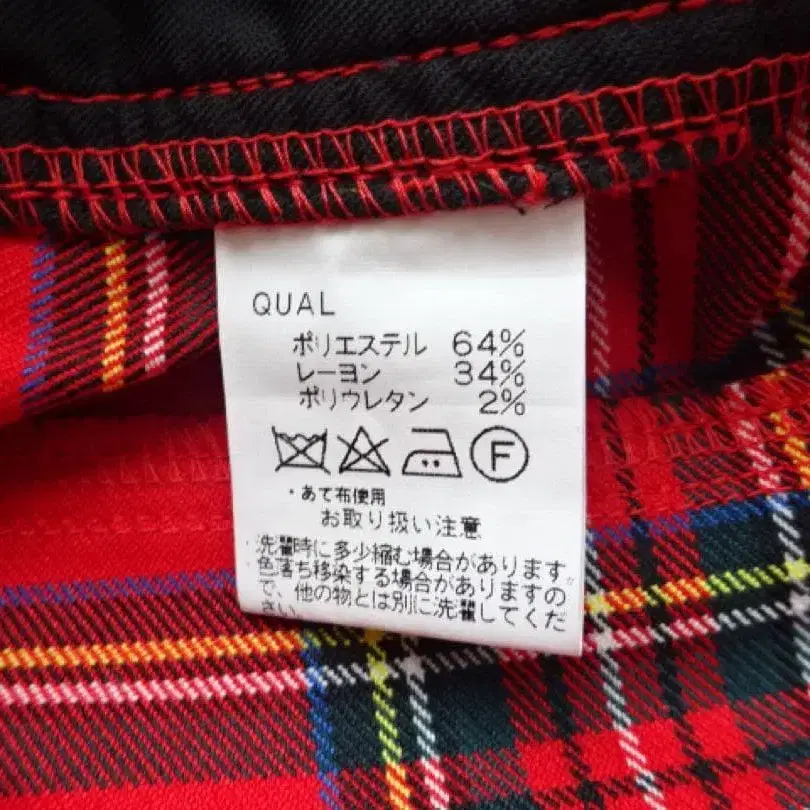 QUAL
ポリエステル 64%
レーヨン 34%
ポリウレタン 2%
F
・あて布使用
お取り扱い注意
洗濯時に多少縮む場合があります
色落ち移染する場合がありますの
で、他の物とは別に洗濯してくだ
さい